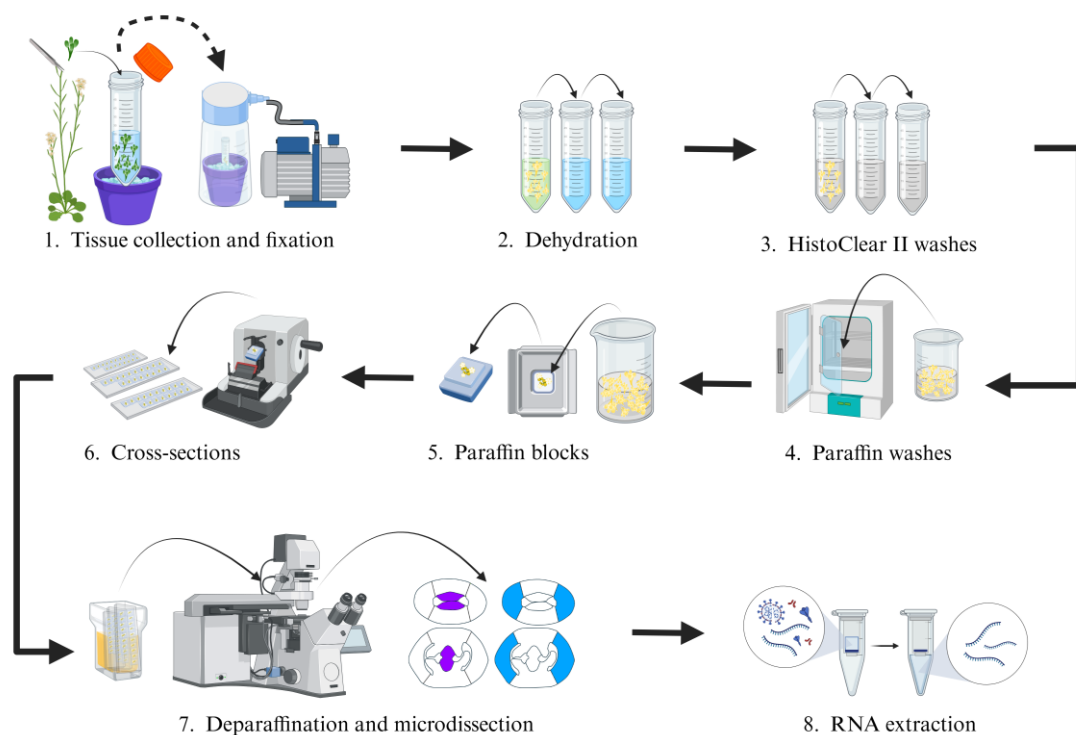 1. Tissue collection and fixation
2. Dehydration
3. HistoClear II washes
4. Paraffin washes
5. Paraffin blocks
6. Cross-sections
7. Deparaffination and microdissection
8. RNA extraction